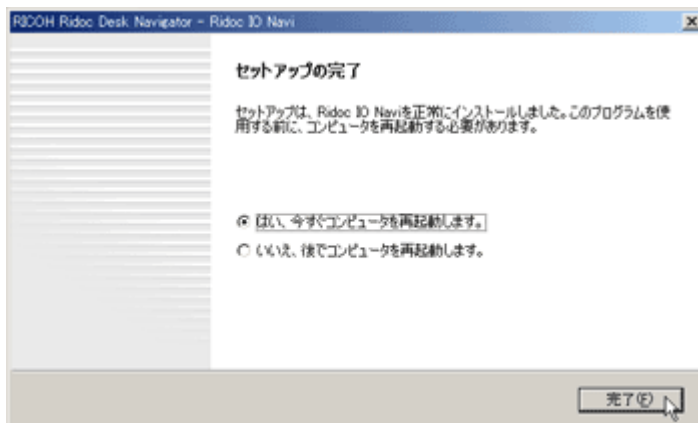 RICOH Ridoc Desk Navigator - Ridoc IO Navi
セットアップの完了
セットアップは、Ridoc IO Naviを正常にインストールしました。このプログラムを使
用する前に、コンピュータを再起動する必要があります。
はい、今すぐコンピュータを再起動します。
いいえ、後でコンピュータを再起動します。
完了(F)